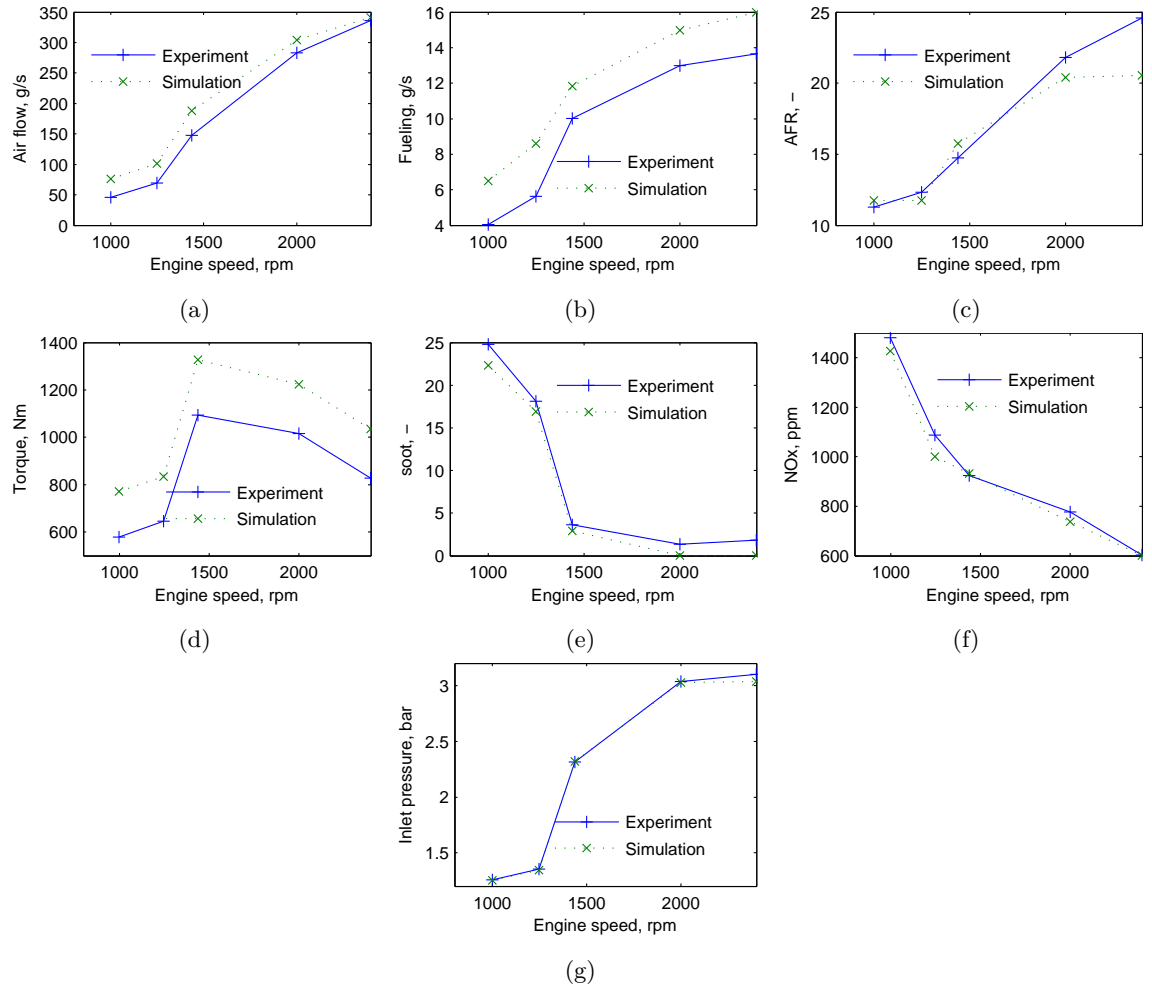 350
300
250
200
150
100
50
0
Air flow, g/s
Experiment
Simulation
1000 1500 2000
Engine speed, rpm
(a)
16
14
12
10
8
6
4
Fueling, g/s
Experiment
Simulation
1000 1500 2000
Engine speed, rpm
(b)
25
20
15
10
AFR, −
Experiment
Simulation
1000 1500 2000
Engine speed, rpm
(c)
1400
1200
1000
800
600
Torque, Nm
Experiment
Simulation
1000 1500 2000
Engine speed, rpm
(d)
25
20
15
10
5
0
soot, −
Experiment
Simulation
1000 1500 2000
Engine speed, rpm
(e)
1400
1200
1000
800
600
NOx, ppm
Experiment
Simulation
1000 1500 2000
Engine speed, rpm
(f)
3
2.5
2
1.5
Inlet pressure, bar
Experiment
Simulation
1000 1500 2000
Engine speed, rpm
(g)